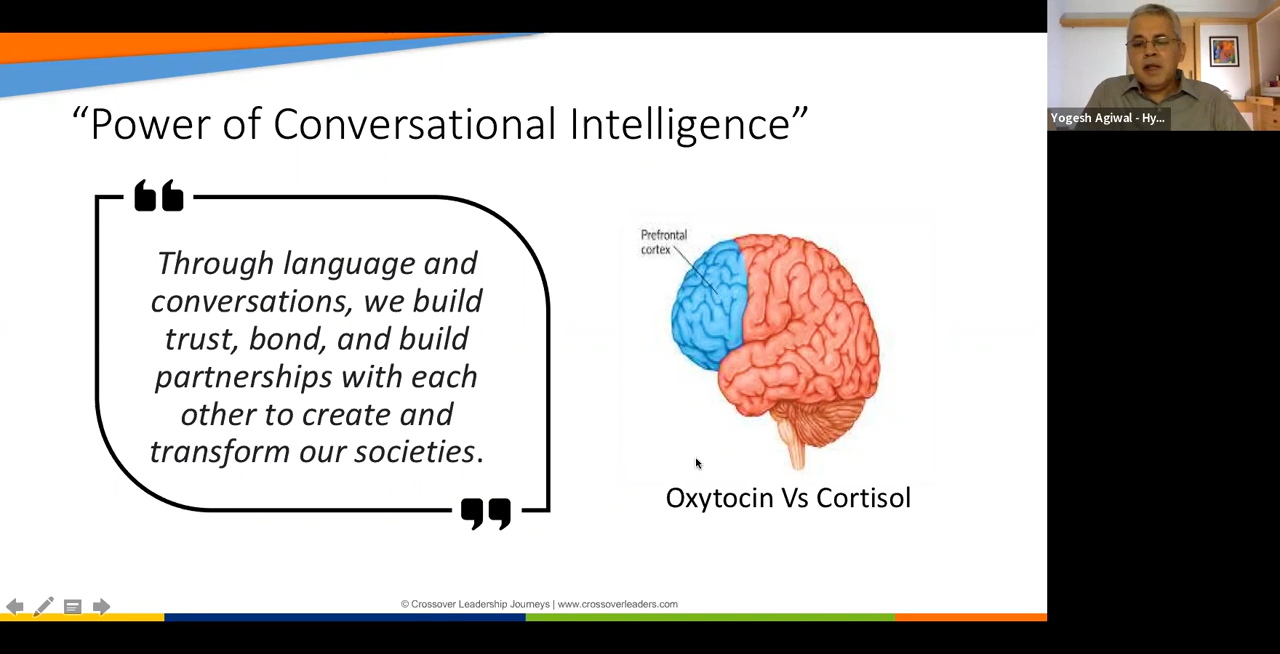 “Power of Conversational Intelligence”
Through language and
conversations, we build
trust, bond, and build
partnerships with each
other to create and
transform our societies.
Prefrontal
cortex
Oxytocin Vs Cortisol
© Crossover Leadership Journeys | www.crossoverleaders.com
Yogesh Agiwal - Hy...